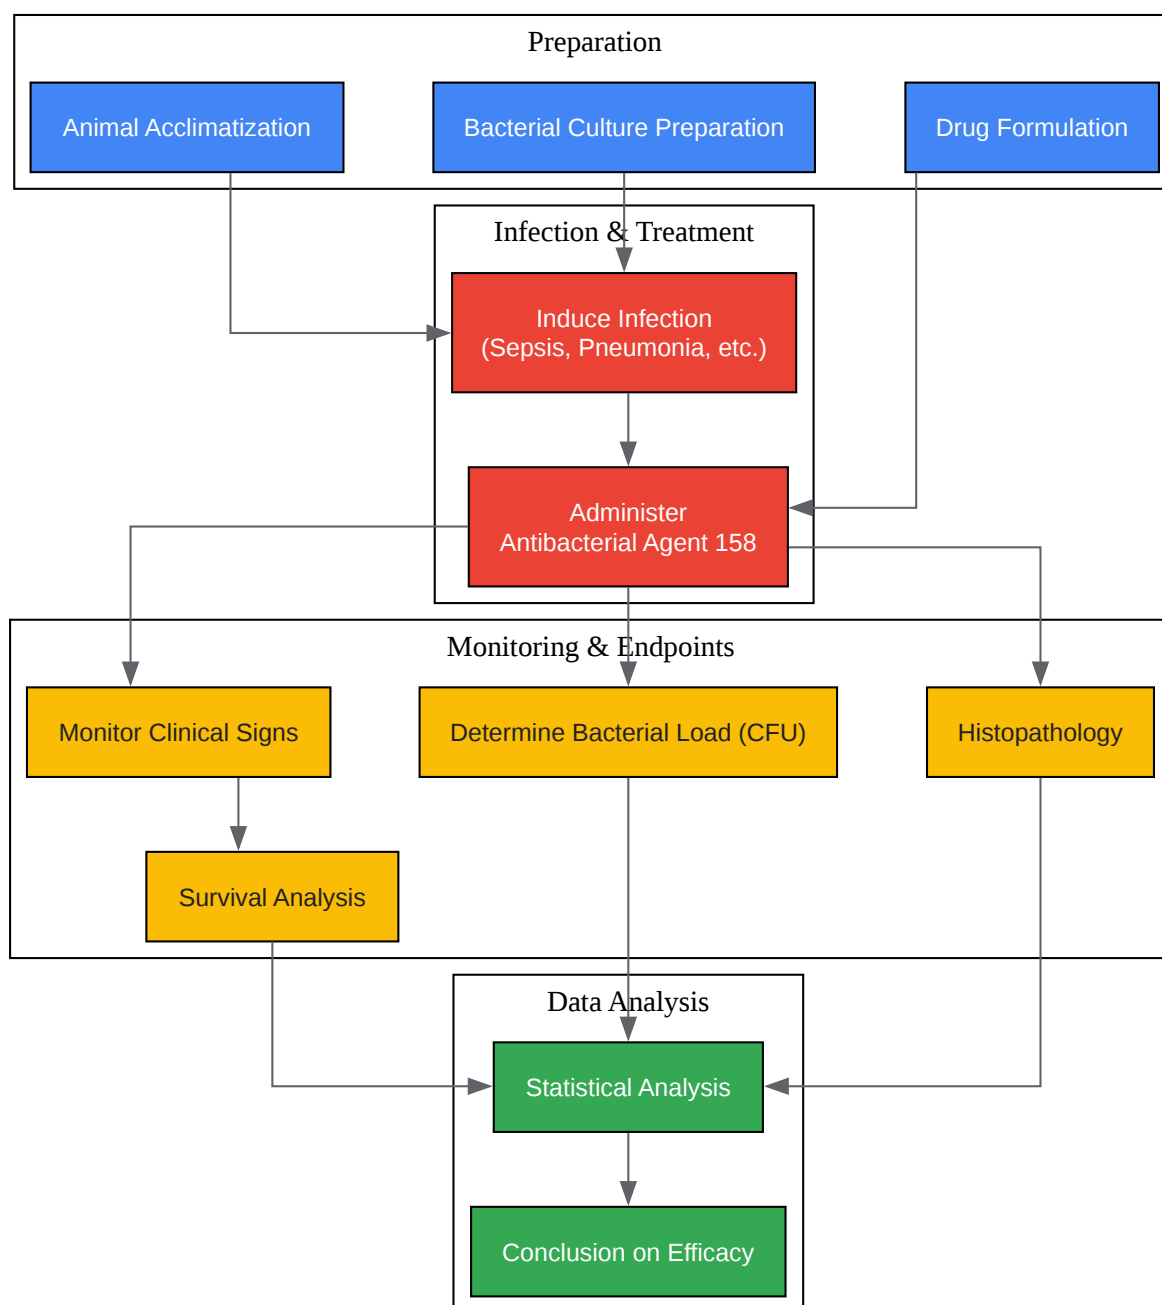 Preparation
Animal Acclimatization
Bacterial Culture Preparation
Drug Formulation
Infection & Treatment
Induce Infection
(Sepsis, Pneumonia, etc.)
Administer
Antibacterial Agent 158
Monitoring & Endpoints
Monitor Clinical Signs
Determine Bacterial Load (CFU)
Histopathology
Survival Analysis
Data Analysis
Statistical Analysis
Conclusion on Efficacy